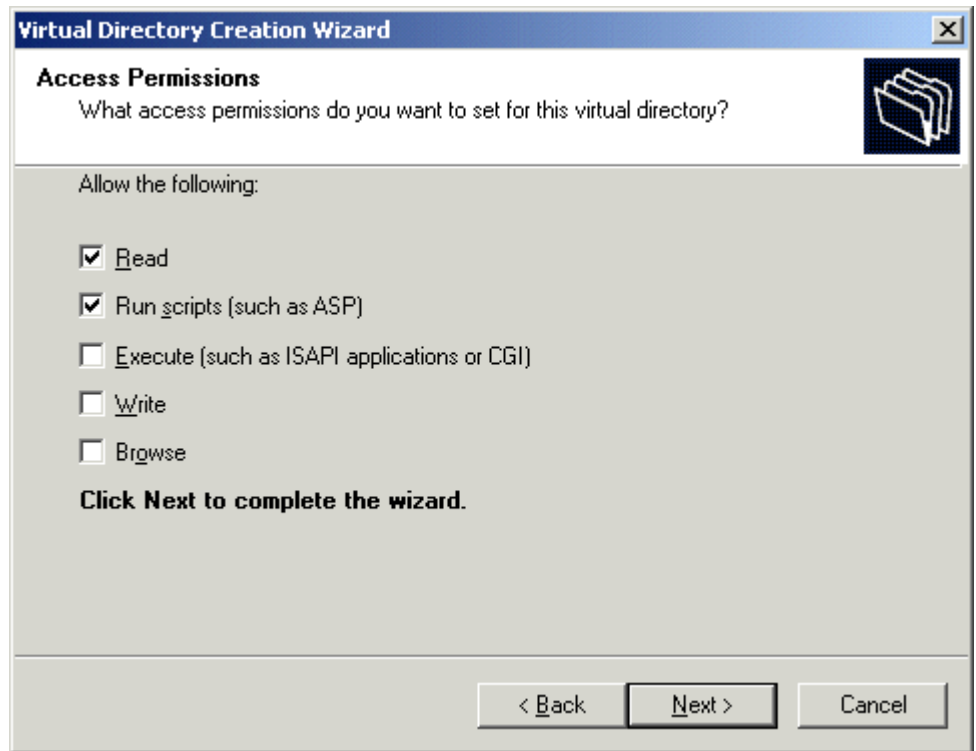 Virtual Directory Creation Wizard
Access Permissions
What access permissions do you want to set for this virtual directory?
Allow the following:
Read
Run scripts (such as ASP)
Execute (such as ISAPI applications or CGI)
Write
Browse
Click Next to complete the wizard.
< Back Next > Cancel